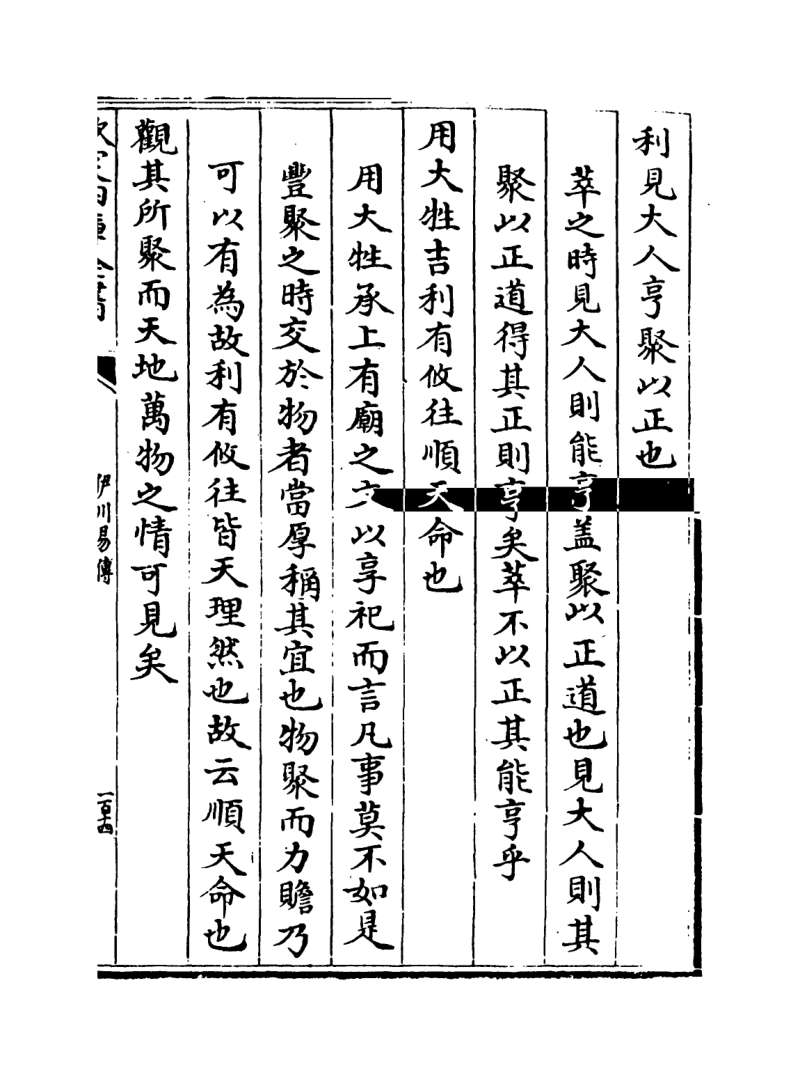 利見大人亨聚以正也
萃之時見大人則能亨盖聚以正道也見大人則其
聚以正道得其正則亨矣萃不以正其能亨乎
用大牲吉利有攸往順天命也
用大牲承上有廟之文以享祀而言凡事莫不如是
豐聚之時交於物者當厚稱其宜也物聚而力贍乃
可以有為故利有攸往皆天理然也故云順天命也
觀其所聚而天地萬物之情可見矣
伊川易傳